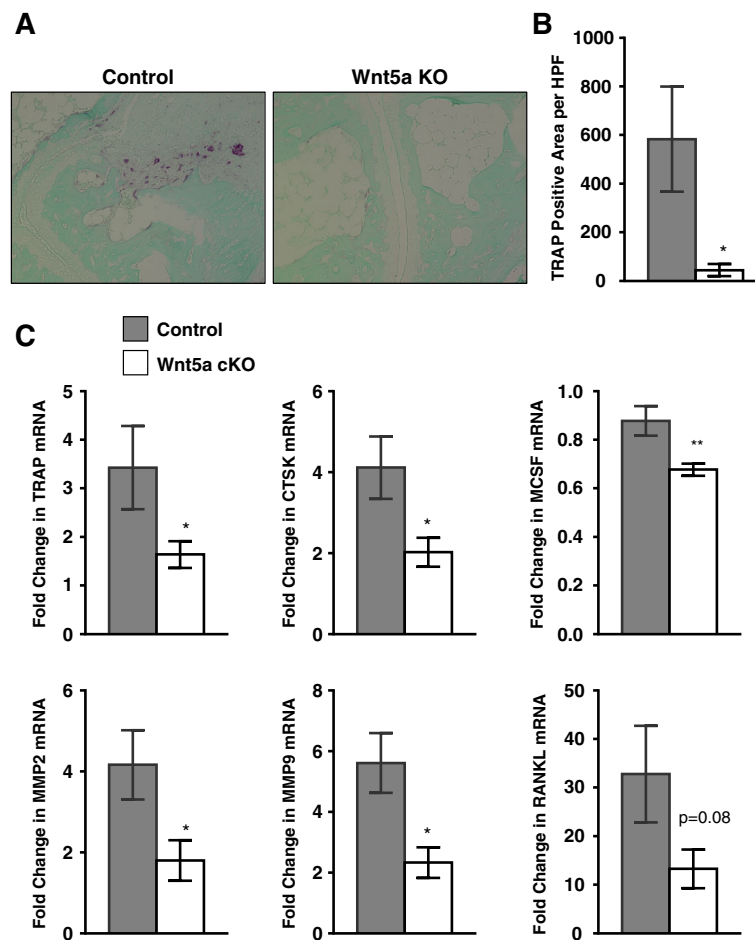 A
Control
Wnt5a KO
B
TRAP Positive Area per HPF
1000
800
600
400
200
0
*
C
Control
Wnt5a cKO
Fold Change in TRAP mRNA
5
4
3
2
1
0
*
Fold Change in CTSK mRNA
6
4
2
0
*
Fold Change in MCSF mRNA
1.0
0.8
0.6
0.4
0.2
0.0
**
Fold Change in MMP2 mRNA
6
4
2
0
*
Fold Change in MMP9 mRNA
8
6
4
2
0
*
Fold Change in RANKL mRNA
50
40
30
20
10
0
p=0.08